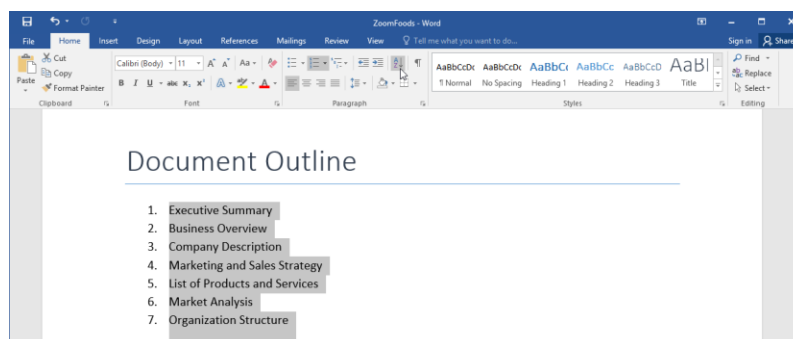 ZoomFoods - Word
File Home Insert Design Layout References Mailings Review View Tell me what you want to do... Sign in Share
Paste
Cut
Copy
Format Painter
Clipboard
Calibri (Body) 11 A A Aa
B I U abc x, x² A A
Font
Paragraph
AaBbCcDc AaBbCcDc AaBbCc AaBbCc AaBbCcD AaBl
¶ Normal No Spacing Heading 1 Heading 2 Heading 3 Title
Styles
Find
Replace
Select
Editing
Document Outline
1. Executive Summary
2. Business Overview
3. Company Description
4. Marketing and Sales Strategy
5. List of Products and Services
6. Market Analysis
7. Organization Structure